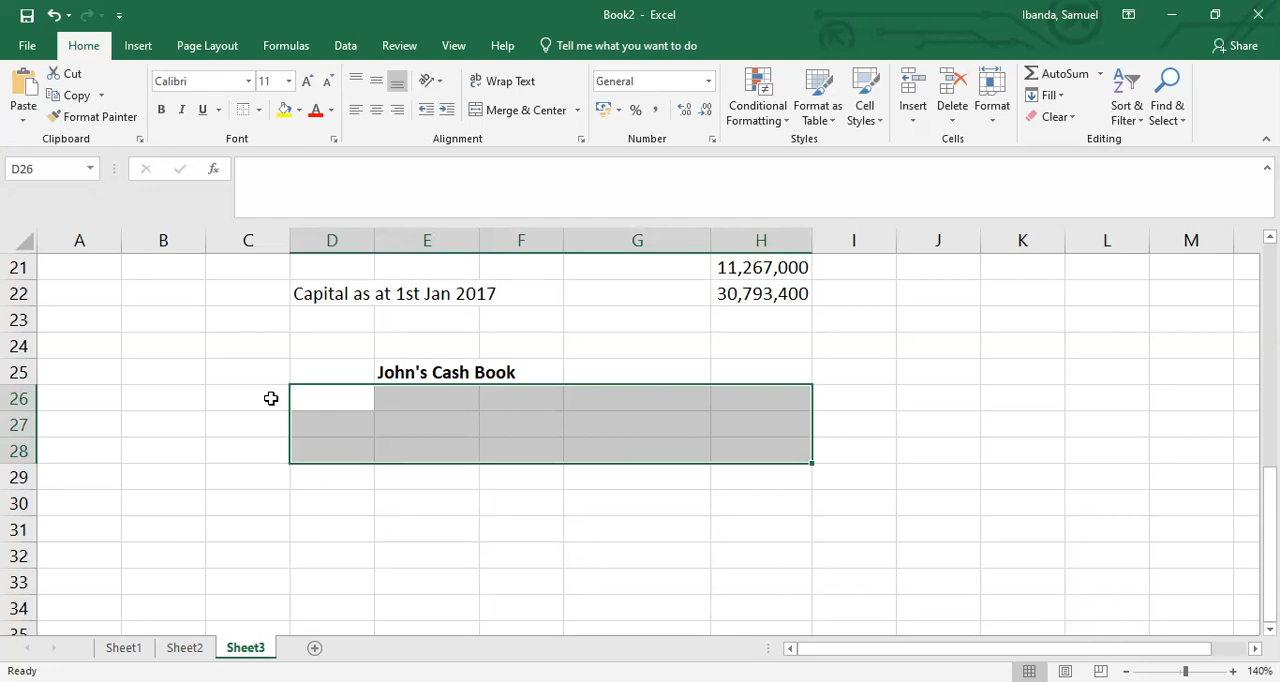 Book2 - Excel
Ibanda, Samuel
File Home Insert Page Layout Formulas Data Review View Help Tell me what you want to do Share
Paste
Cut
Copy
Format Painter
Clipboard
Calibri 11
B I U
Font
Wrap Text
Merge & Center
Alignment
General
Number
Conditional Formatting
Format as Table
Cell Styles
Styles
Insert Delete Format
Cells
AutoSum
Fill
Clear
Sort & Filter
Find & Select
Editing
D26
fx
A B C D E F G H I J K L M
21 11,267,000
22 Capital as at 1st Jan 2017 30,793,400
23
24
25 John's Cash Book
26
27
28
29
30
31
32
33
34
35
Sheet1 Sheet2 Sheet3
Ready
140%